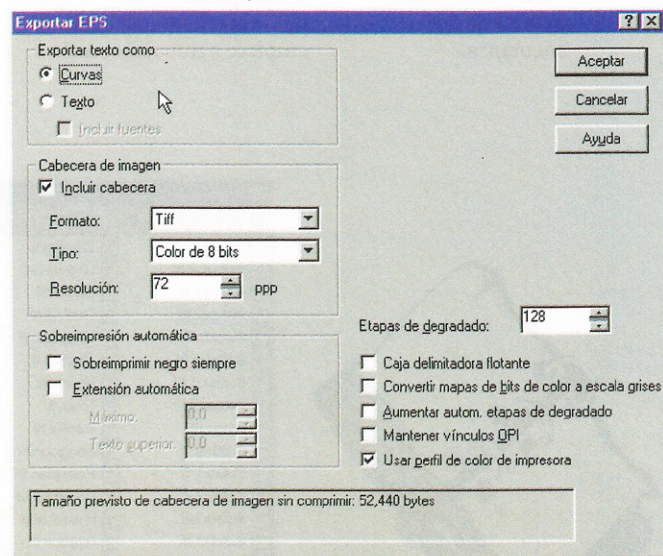 Exportar EPS
Exportar texto como
Curvas
Texto
Incluir fuentes
Aceptar
Cancelar
Ayuda
Cabecera de imagen
Incluir cabecera
Formato: Tiff
Tipo: Color de 8 bits
Resolución: 72 ppp
Sobreimpresión automática
Sobreimprimir negro siempre
Extensión automática
Máximo: 0,0
Texto superior: 0,0
Etapas de degradado: 128
Caja delimitadora flotante
Convertir mapas de bits de color a escala grises
Aumentar autom. etapas de degradado
Mantener vínculos OPI
Usar perfil de color de impresora
Tamaño previsto de cabecera de imagen sin comprimir: 52,440 bytes